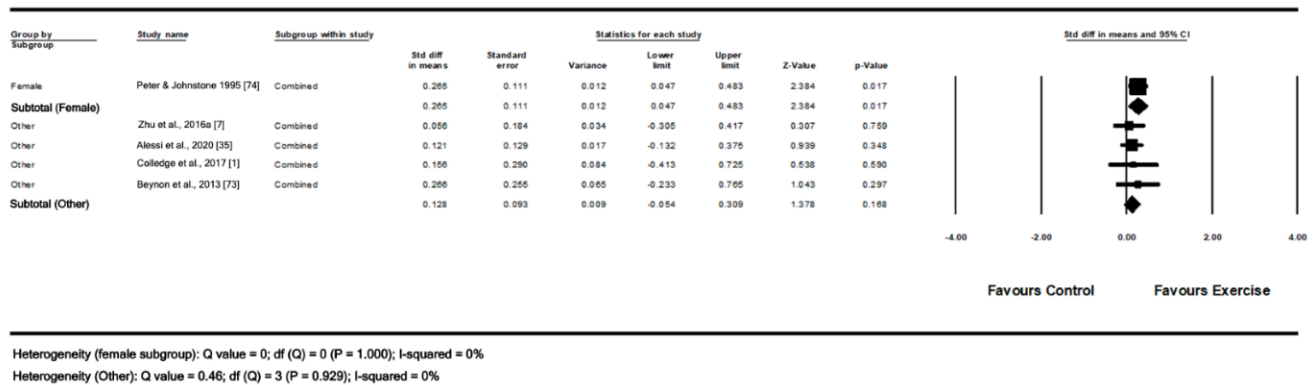 Group by Study name Subgroup within study Statistics for each study Std diff in means and 95% CI
Subgroup
Std diff Standard Lower Upper
in means error Variance limit limit Z-Value p-Value
Female Peter & Johnstone 1995 [74] Combined 0.265 0.111 0.012 0.047 0.483 2.384 0.017
Subtotal (Female) 0.265 0.111 0.012 0.047 0.483 2.384 0.017
Other Zhu et al., 2016a [7] Combined 0.056 0.184 0.034 -0.305 0.417 0.307 0.759
Other Alessi et al., 2020 [35] Combined 0.121 0.129 0.017 -0.132 0.375 0.939 0.348
Other Colledge et al., 2017 [1] Combined 0.156 0.290 0.084 -0.413 0.725 0.538 0.590
Other Beynon et al., 2013 [73] Combined 0.266 0.255 0.065 -0.233 0.765 1.043 0.297
Subtotal (Other) 0.128 0.093 0.009 -0.054 0.309 1.378 0.168
-4.00 -2.00 0.00 2.00 4.00
Favours Control Favours Exercise
Heterogeneity (female subgroup): Q value = 0; df (Q) = 0 (P = 1.000); I-squared = 0%
Heterogeneity (Other): Q value = 0.46; df (Q) = 3 (P = 0.929); I-squared = 0%